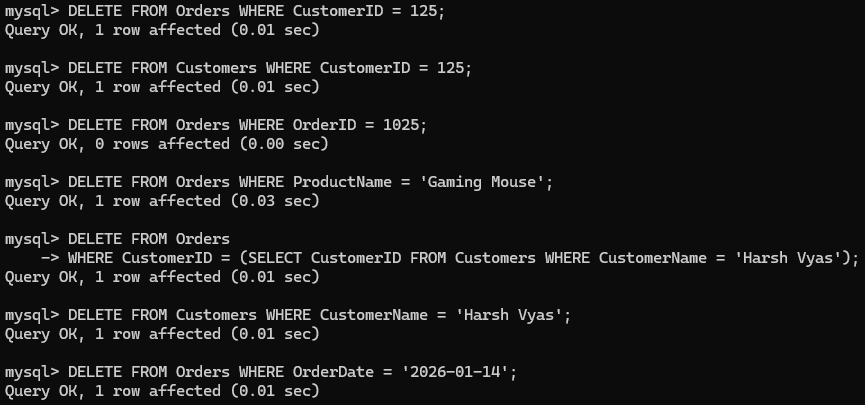 mysql> DELETE FROM Orders WHERE CustomerID = 125;
Query OK, 1 row affected (0.01 sec)
mysql> DELETE FROM Customers WHERE CustomerID = 125;
Query OK, 1 row affected (0.01 sec)
mysql> DELETE FROM Orders WHERE OrderID = 1025;
Query OK, 0 rows affected (0.00 sec)
mysql> DELETE FROM Orders WHERE ProductName = 'Gaming Mouse';
Query OK, 1 row affected (0.03 sec)
mysql> DELETE FROM Orders
    -> WHERE CustomerID = (SELECT CustomerID FROM Customers WHERE CustomerName = 'Harsh Vyas');
Query OK, 1 row affected (0.01 sec)
mysql> DELETE FROM Customers WHERE CustomerName = 'Harsh Vyas';
Query OK, 1 row affected (0.01 sec)
mysql> DELETE FROM Orders WHERE OrderDate = '2026-01-14';
Query OK, 1 row affected (0.01 sec)